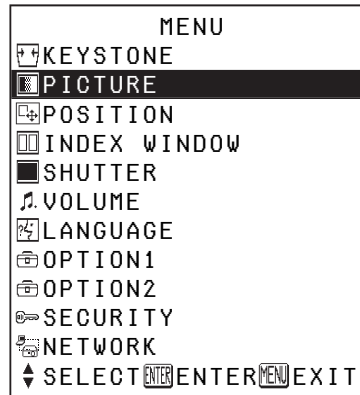 MENU
KEYSTONE
PICTURE
POSITION
INDEX WINDOW
SHUTTER
VOLUME
LANGUAGE
OPTION1
OPTION2
SECURITY
NETWORK
SELECT ENTER ENTER MENU EXIT